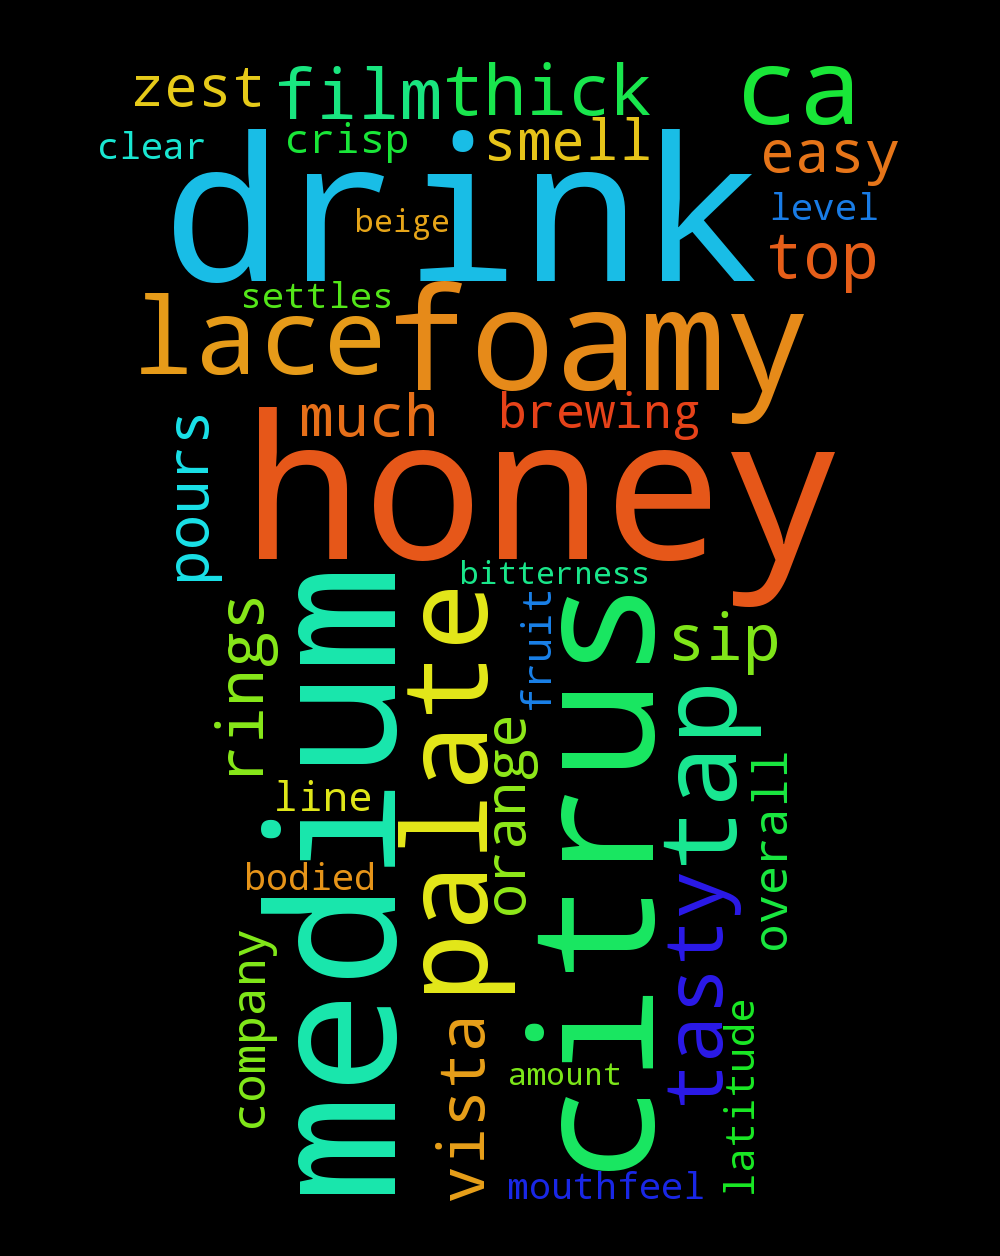 zest
film
thick
ca
clear
crisp
smell
easy
drink
level
beige
top
settles
lace
foamy
much
brewing
pours
honey
bitterness
rings
medium
palate
fruit
citrus
sip
orange
tap
line
overall
bodied
tasty
company
vista
amount
latitude
mouthfeel